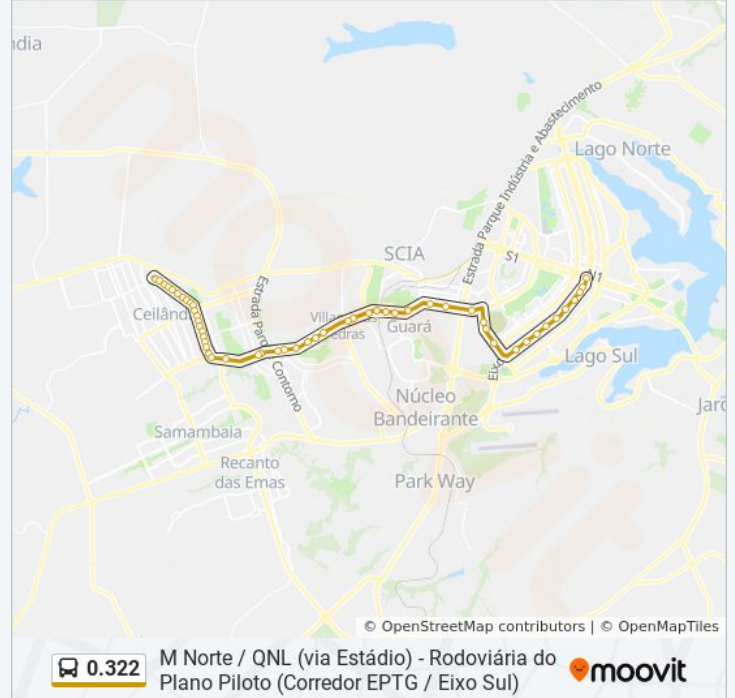 Lago Norte
Estrada Parque Indústria e Abastecimento
SCIA
S1
N1
Estrada Parque Contorno
Guará
Lago Sul
Núcleo
Bandeirante
Samambaia
Recanto
das Emas
Park Way
© OpenStreetMap contributors | © OpenMapTiles
0.322
M Norte / QNL (via Estádio) - Rodoviária do
Plano Piloto (Corredor EPTG / Eixo Sul)
moovit